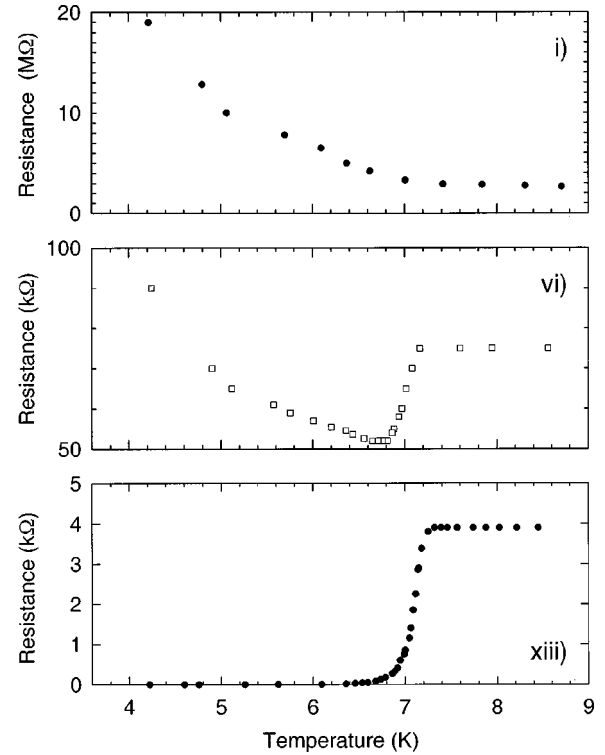 20
10
0
Resistance (MΩ)
i)
100
50
Resistance (kΩ)
vi)
5
4
3
2
1
0
Resistance (kΩ)
xiii)
4 5 6 7 8 9
Temperature (K)